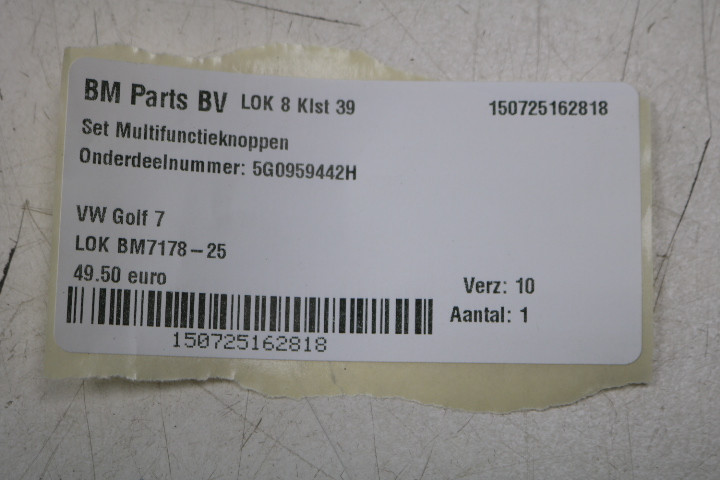 BM Parts BV LOK 8 Klst 39 150725162818
Set Multifunctieknoppen
Onderdeelnummer: 5G0959442H
VW Golf 7
LOK BM7178-25
49.50 euro
Verz: 10
Aantal: 1
150725162818